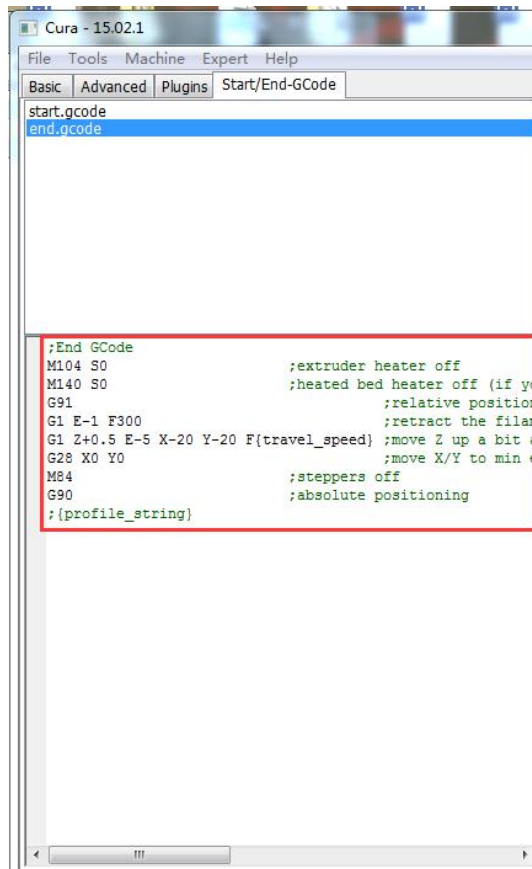 Cura - 15.02.1
File Tools Machine Expert Help
Basic Advanced Plugins Start/End-GCode
start.gcode
end.gcode
;End GCode
M104 S0 ;extruder heater off
M140 S0 ;heated bed heater off (if
G91 ;relative
G1 E-1 F300 ;retract the
G1 Z+0.5 E-5 X-20 Y-20 F{travel_speed} ;move Z up a bit
G28 X0 Y0 ;move X/Y to min
M84 ;steppers off
G90 ;absolute positioning
;{profile_string}